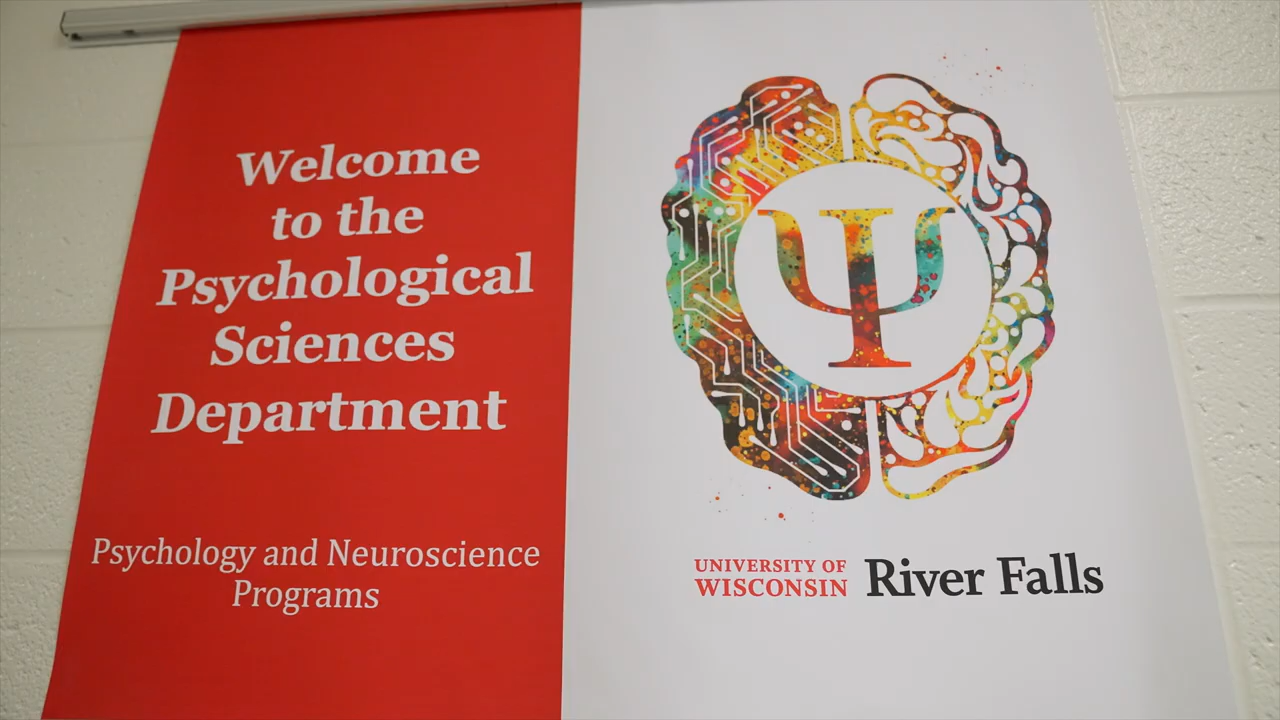 Welcome
to the
Psychological
Sciences
Department
Psychology and Neuroscience
Programs
Ψ
UNIVERSITY OF
WISCONSIN
River Falls